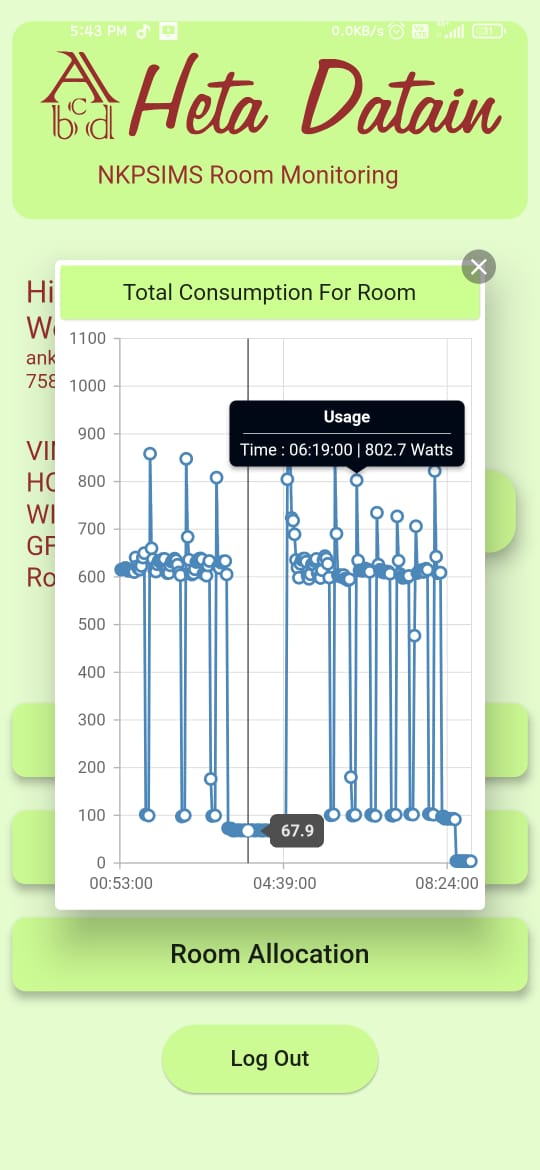 5:43 PM
0.0KB/s
31
A
b c d
Heta Datain
NKPSIMS Room Monitoring
Hi
Total Consumption For Room
ank
758
1100
1000
900
800
700
600
500
400
300
200
100
0
Usage
Time : 06:19:00 | 802.7 Watts
67.9
00:53:00
04:39:00
08:24:00
VI
HO
WI
GF
Ro
Room Allocation
Log Out